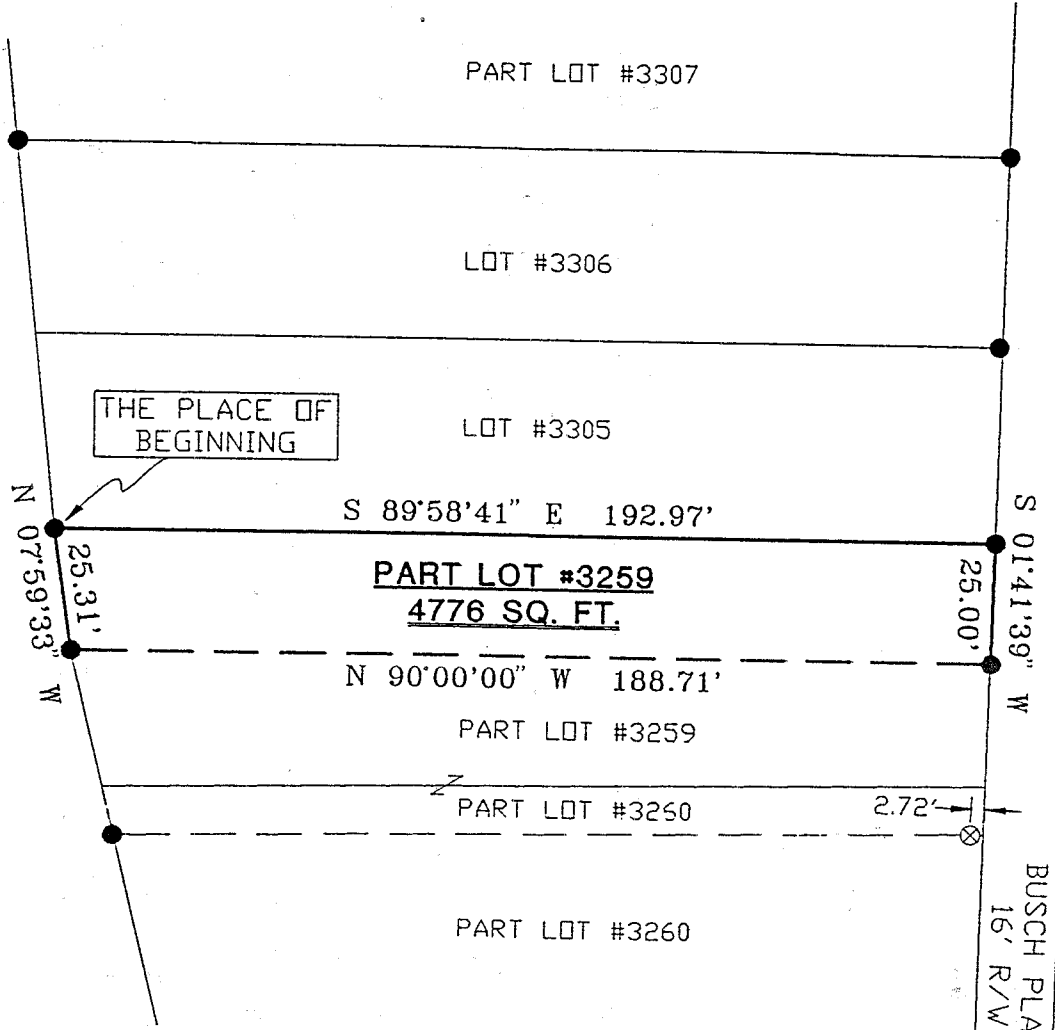 PART LOT #3307
LOT #3306
THE PLACE OF
BEGINNING
LOT #3305
S 89°58'41" E 192.97'
N 07°59'33" W
25.31'
PART LOT #3259
4776 SQ. FT.
25.00'
S 01°41'39" W
N 90°00'00" W 188.71'
PART LOT #3259
PART LOT #3260
2.72'
PART LOT #3260
BUSCH PLA
16' R/W